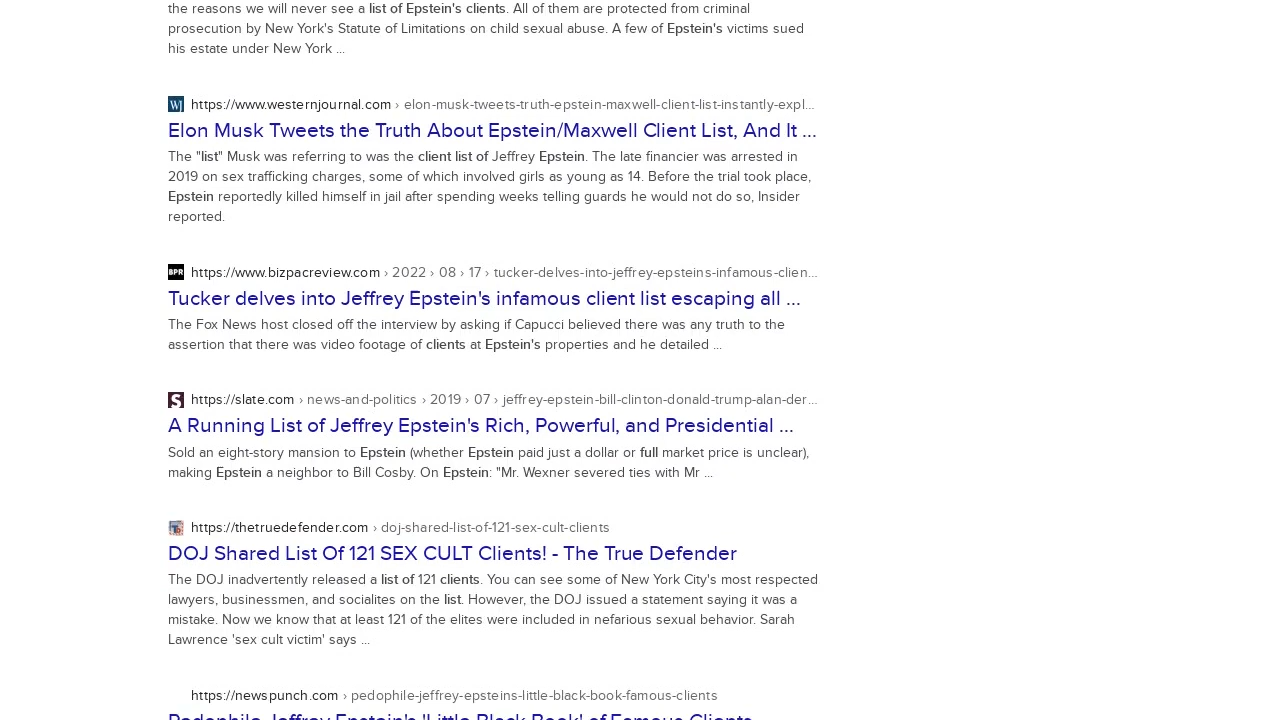 the reasons we will never see a list of Epstein's clients. All of them are protected from criminal
prosecution by New York's Statute of Limitations on child sexual abuse. A few of Epstein's victims sued
his estate under New York ...
WJ https://www.westernjournal.com › elon-musk-tweets-truth-epstein-maxwell-client-list-instantly-expl...
Elon Musk Tweets the Truth About Epstein/Maxwell Client List, And It ...
The "list" Musk was referring to was the client list of Jeffrey Epstein. The late financier was arrested in
2019 on sex trafficking charges, some of which involved girls as young as 14. Before the trial took place,
Epstein reportedly killed himself in jail after spending weeks telling guards he would not do so, Insider
reported.
BPR https://www.bizpacreview.com › 2022 › 08 › 17 › tucker-delves-into-jeffrey-epsteins-infamous-clien...
Tucker delves into Jeffrey Epstein's infamous client list escaping all ...
The Fox News host closed off the interview by asking if Capucci believed there was any truth to the
assertion that there was video footage of clients at Epstein's properties and he detailed ...
S https://slate.com › news-and-politics › 2019 › 07 › jeffrey-epstein-bill-clinton-donald-trump-alan-der...
A Running List of Jeffrey Epstein's Rich, Powerful, and Presidential ...
Sold an eight-story mansion to Epstein (whether Epstein paid just a dollar or full market price is unclear),
making Epstein a neighbor to Bill Cosby. On Epstein: "Mr. Wexner severed ties with Mr ...
https://thetruedefender.com › doj-shared-list-of-121-sex-cult-clients
DOJ Shared List Of 121 SEX CULT Clients! - The True Defender
The DOJ inadvertently released a list of 121 clients. You can see some of New York City's most respected
lawyers, businessmen, and socialites on the list. However, the DOJ issued a statement saying it was a
mistake. Now we know that at least 121 of the elites were included in nefarious sexual behavior. Sarah
Lawrence 'sex cult victim' says ...
https://newspunch.com › pedophile-jeffrey-epsteins-little-black-book-famous-clients
Pedophile Jeffrey Epstein's 'Little Black Book' of Famous Clients